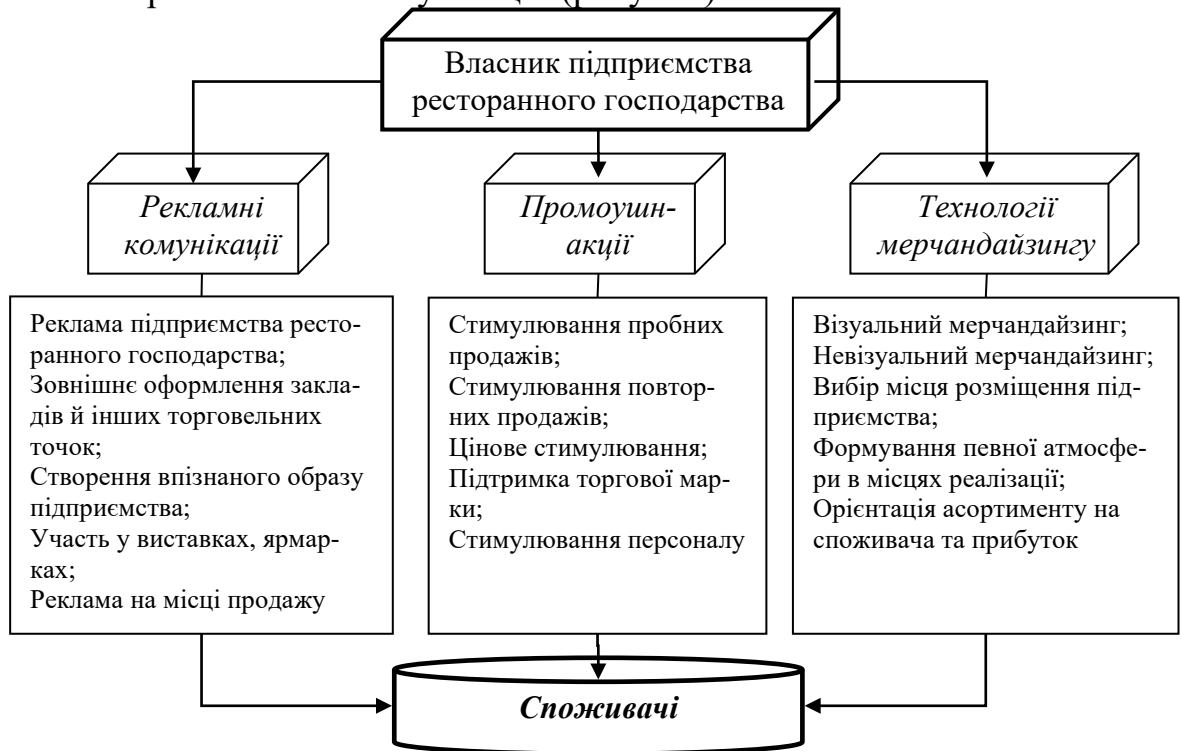 Власник підприємства
ресторанного господарства
Рекламні
комунікації
Промоушн-
акції
Технології
мерчандайзингу
Реклама підприємства ресто-
ранного господарства;
Зовнішнє оформлення закла-
дів й інших торговельних
точок;
Створення впізнаного образу
підприємства;
Участь у виставках, ярмар-
ках;
Реклама на місці продажу
Стимулювання пробних
продажів;
Стимулювання повтор-
них продажів;
Цінове стимулювання;
Підтримка торгової мар-
ки;
Стимулювання персоналу
Візуальний мерчандайзинг;
Невізуальний мерчандайзинг;
Вибір місця розміщення під-
приємства;
Формування певної атмосфе-
ри в місцях реалізації;
Орієнтація асортименту на
споживача та прибуток
Споживачі